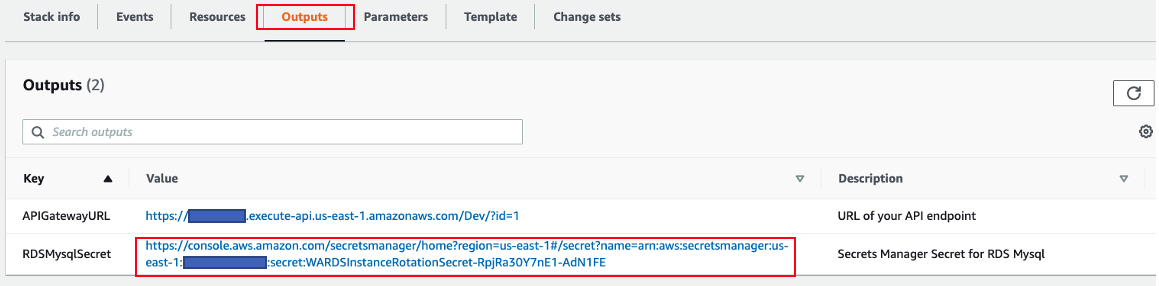 Stack info Events Resources Outputs Parameters Template Change sets
Outputs (2)
Search outputs
Key Value Description
APIGatewayURL https:// .execute-api.us-east-1.amazonaws.com/Dev/?id=1 URL of your API endpoint
https://console.aws.amazon.com/secretsmanager/home?region=us-east-1#/secret?name=arn:aws:secretsmanager:us-
RDSMysqlSecret Secrets Manager Secret for RDS Mysql
east-1: :secret:WARDSInstanceRotationSecret-RpjRa30Y7nE1-AdN1FE